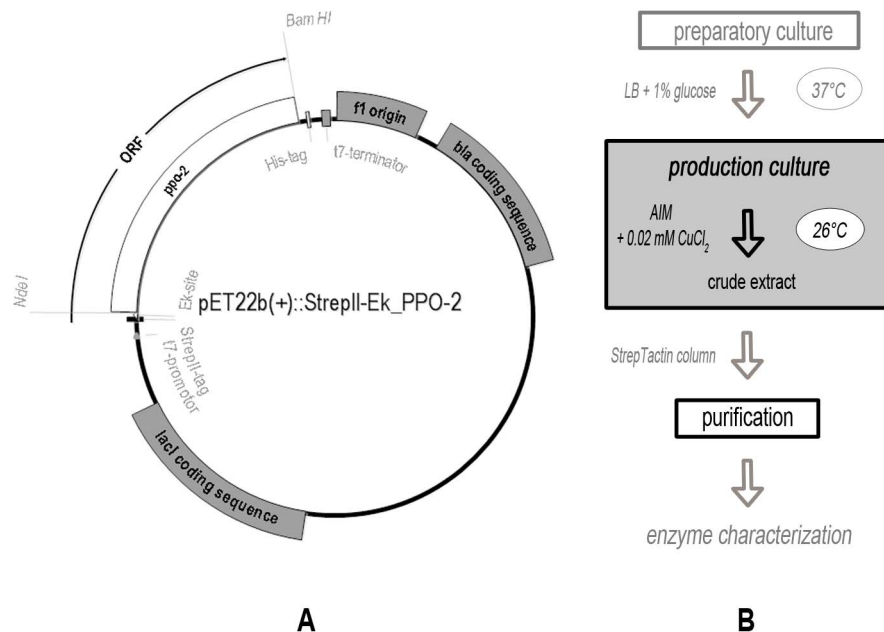 Bam HI
ORF
ppo-2
His-tag
t7-terminator
f1 origin
bla coding sequence
Nde I
Ek-site
StrepII-tag
t7-promotor
pET22b(+)::StrepII-Ek_PPO-2
lacI coding sequence
A
preparatory culture
LB + 1% glucose
37°C
production culture
AIM
+ 0.02 mM CuCl₂
26°C
crude extract
StrepTactin column
purification
enzyme characterization
B